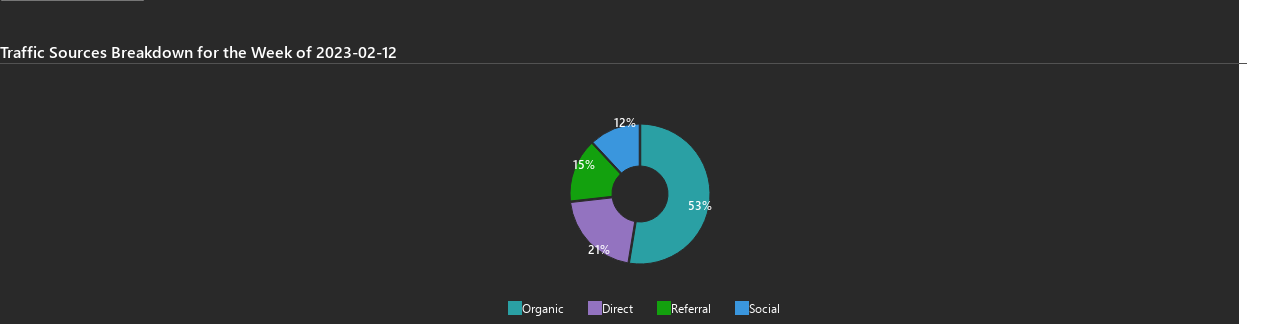 Traffic Sources Breakdown for the Week of 2023-02-12
12%
15%
53%
21%
Organic Direct Referral Social